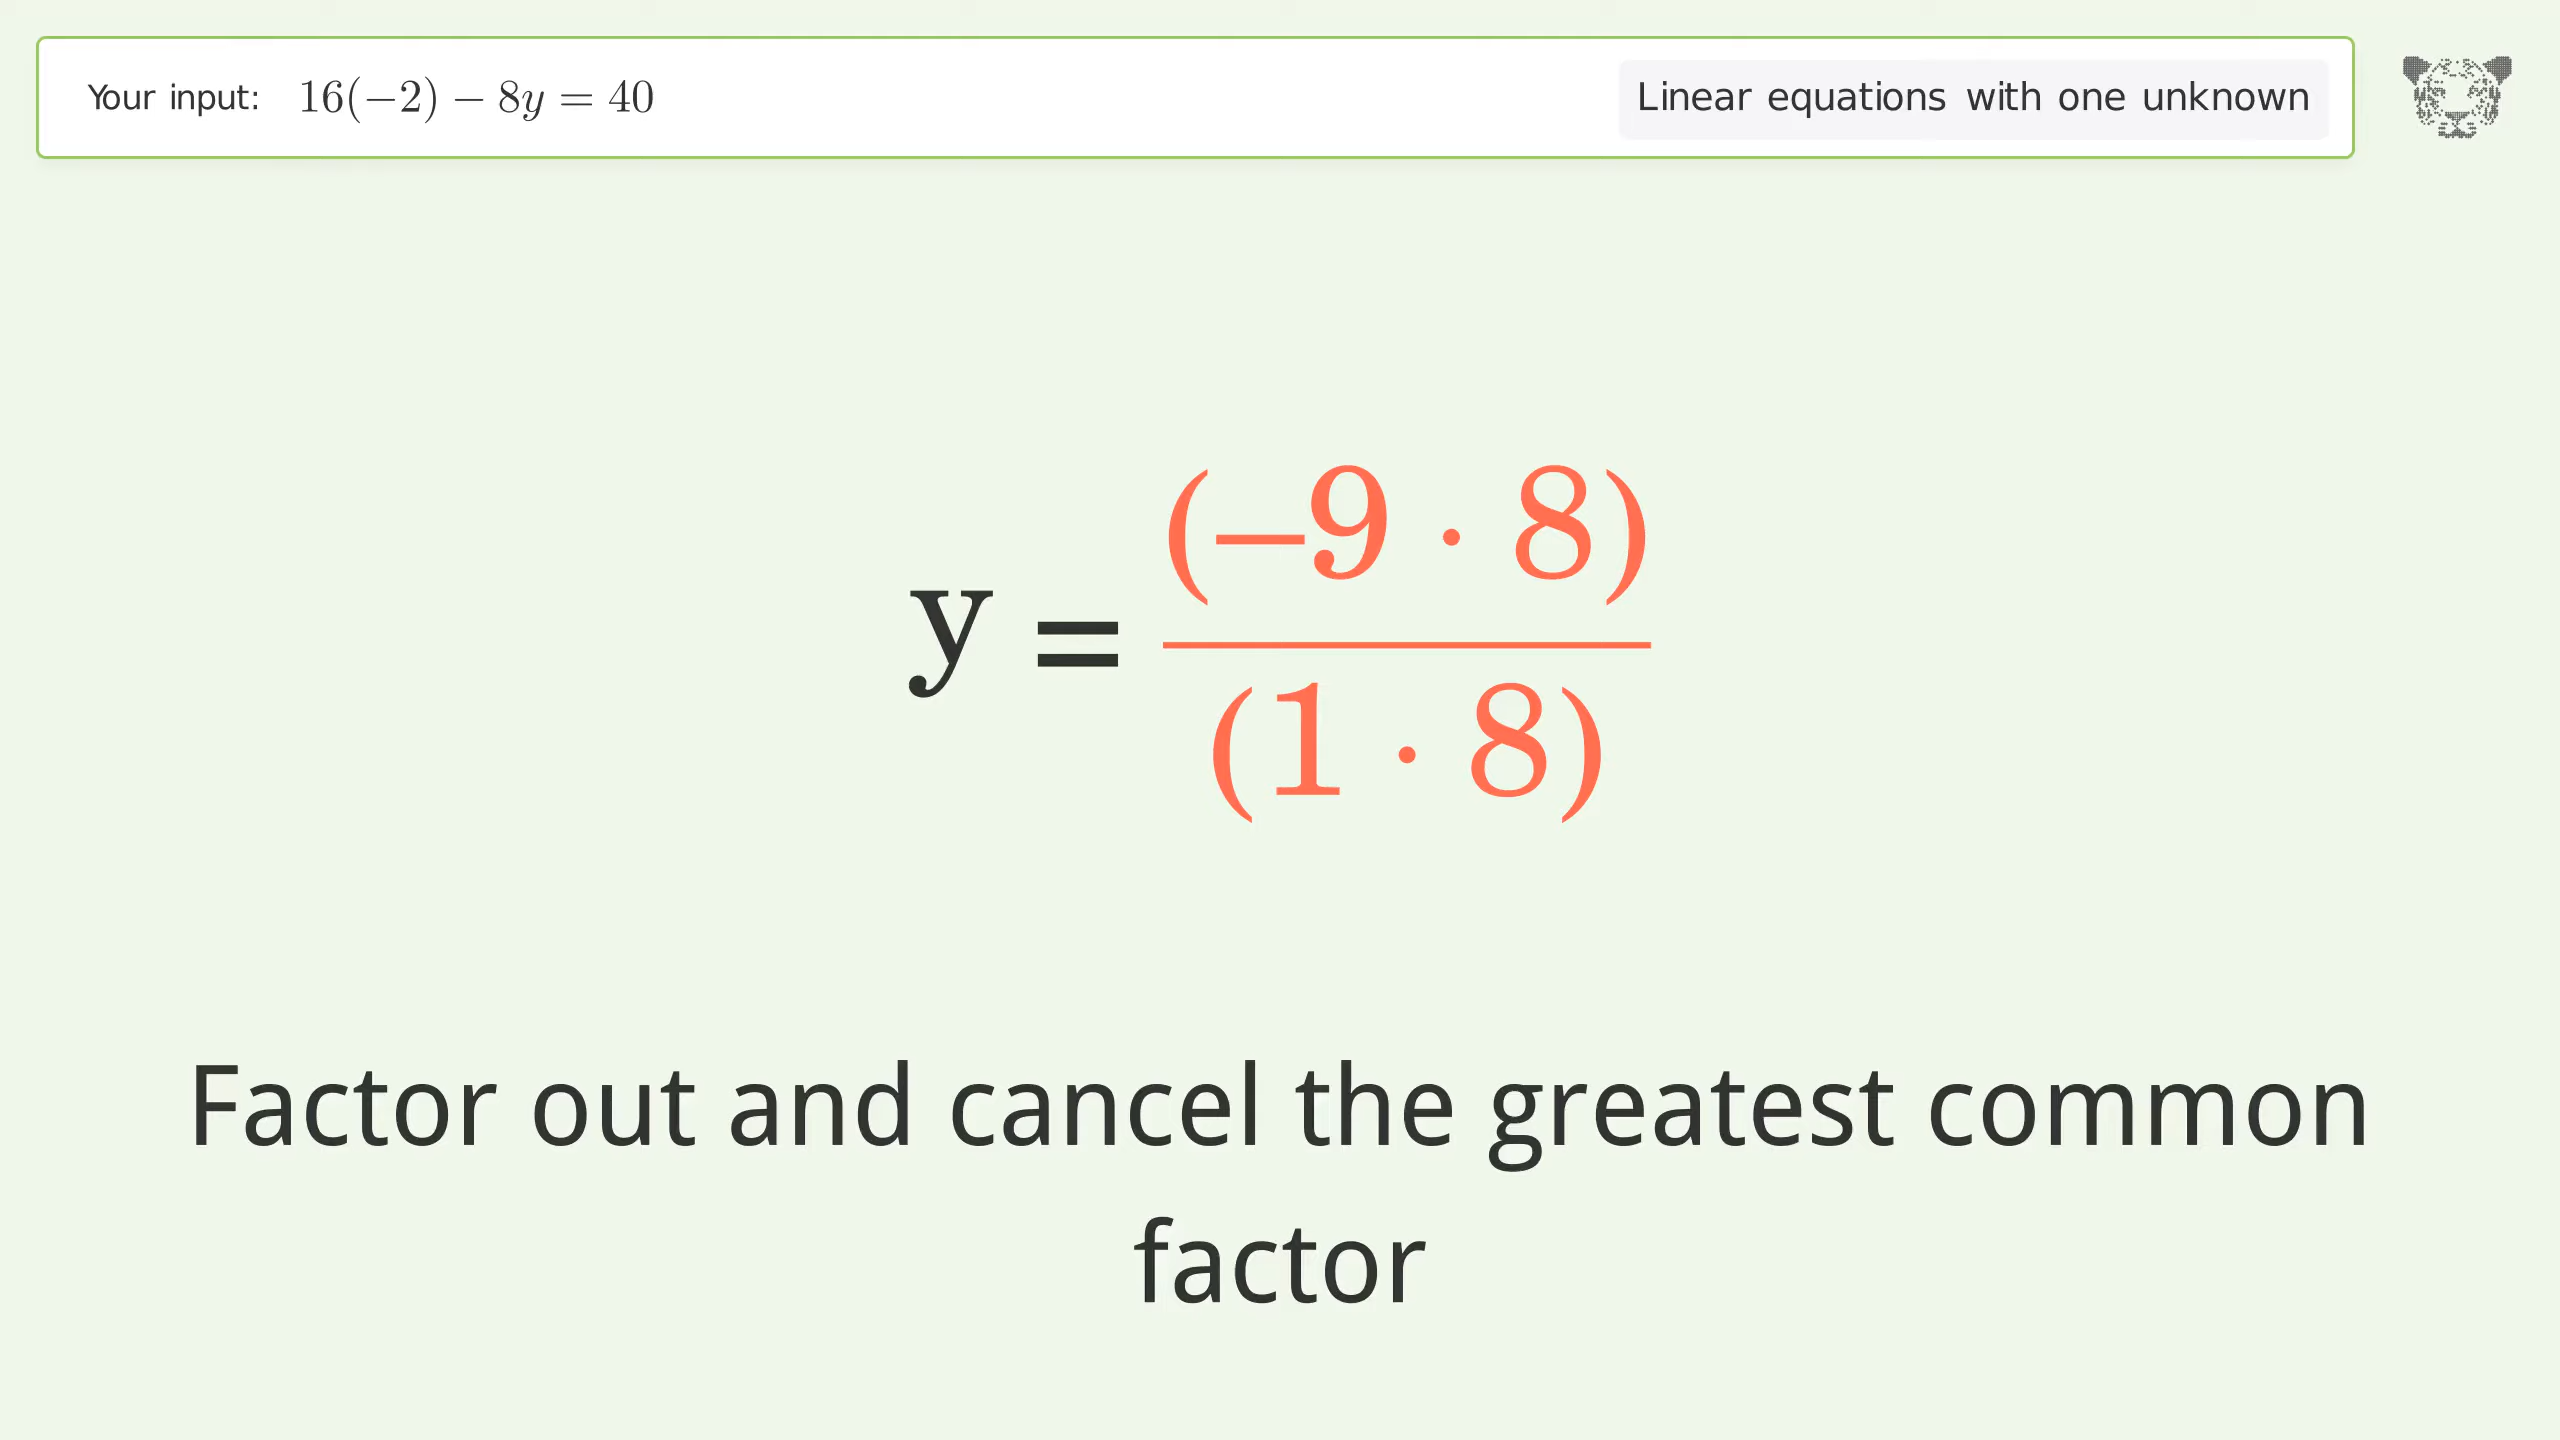 Your input: 16(−2) − 8y = 40 Linear equations with one unknown
y = (−9 · 8) / (1 · 8)
Factor out and cancel the greatest common
factor